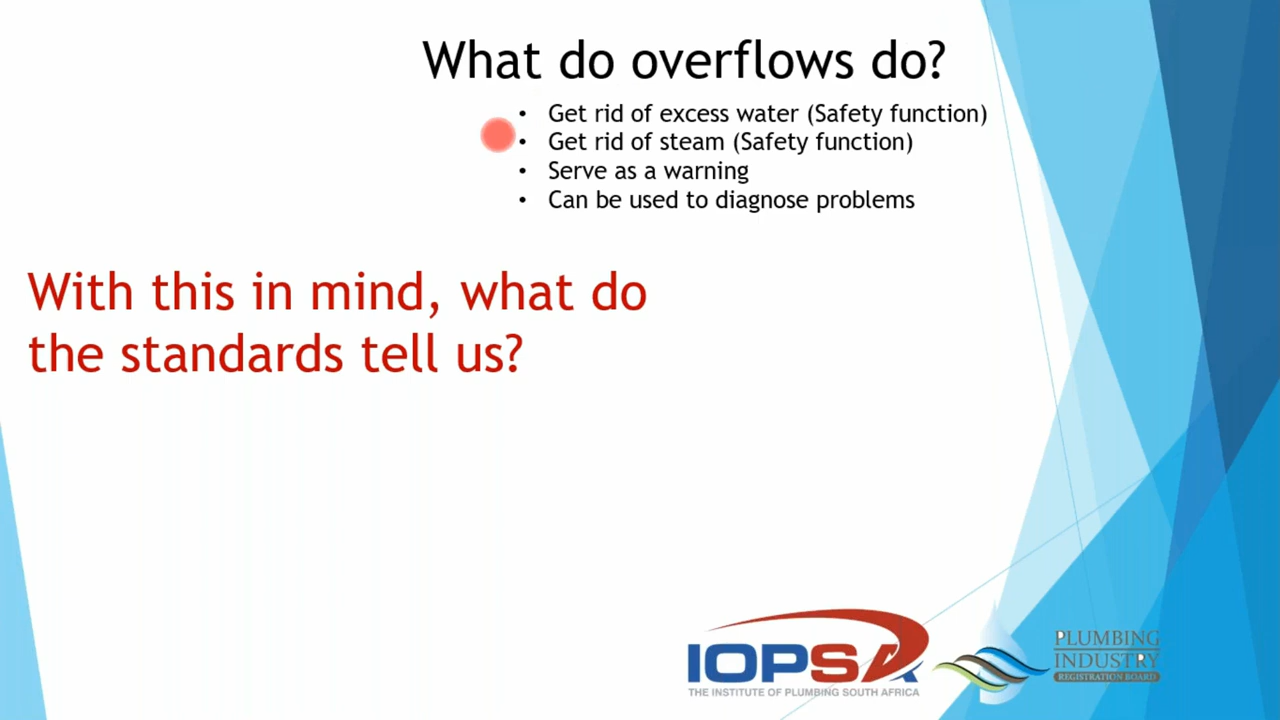 What do overflows do?
• Get rid of excess water (Safety function)
• Get rid of steam (Safety function)
• Serve as a warning
• Can be used to diagnose problems
With this in mind, what do
the standards tell us?
IOPSA
THE INSTITUTE OF PLUMBING SOUTH AFRICA
PLUMBING
INDUSTRY
REGISTRATION BOARD